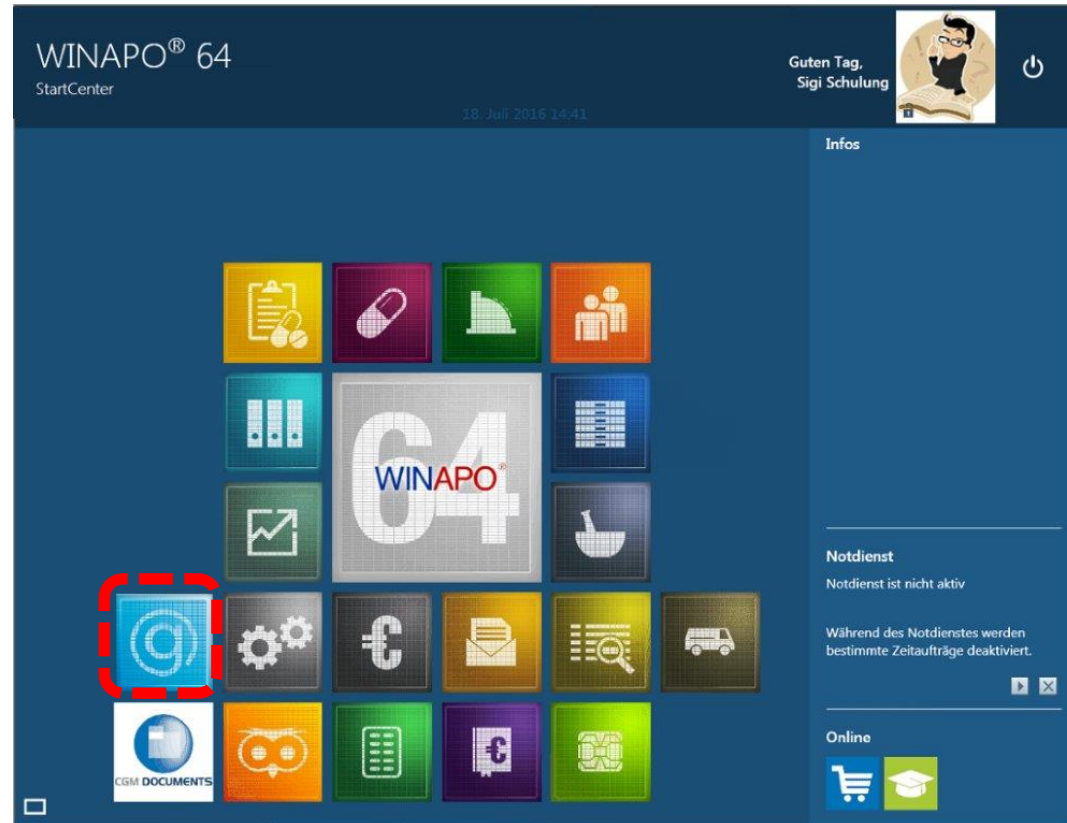 WINAPO® 64
StartCenter
18. Juli 2016 14:41
Guten Tag,
Sigi Schulung
Infos
64
WINAPO®
Notdienst
Notdienst ist nicht aktiv
Während des Notdienstes werden
bestimmte Zeitaufträge deaktiviert.
CGM DOCUMENTS
Online